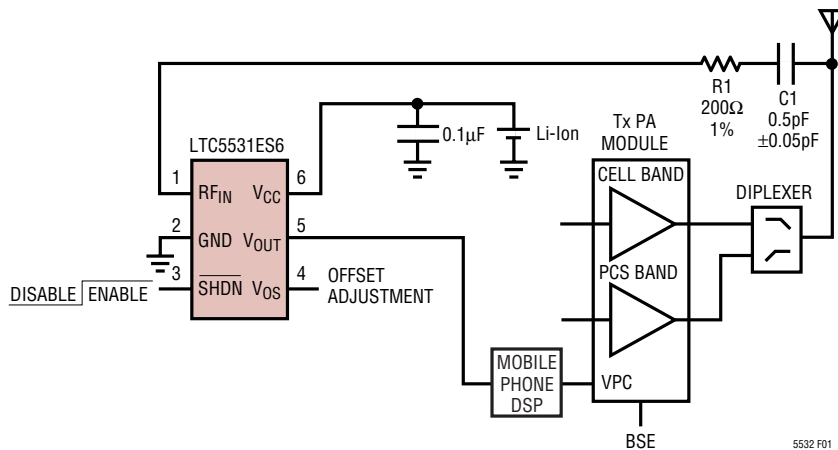 R1
200Ω
1%
C1
0.5pF
±0.05pF
0.1µF
Li-Ion
Tx PA
MODULE
CELL BAND
PCS BAND
VPC
BSE
DIPLEXER
LTC5531ES6
1
RFIN
VCC
6
2
GND
VOUT
5
3
SHDN
VOS
4
DISABLE ENABLE
OFFSET
ADJUSTMENT
MOBILE
PHONE
DSP
5532 F01